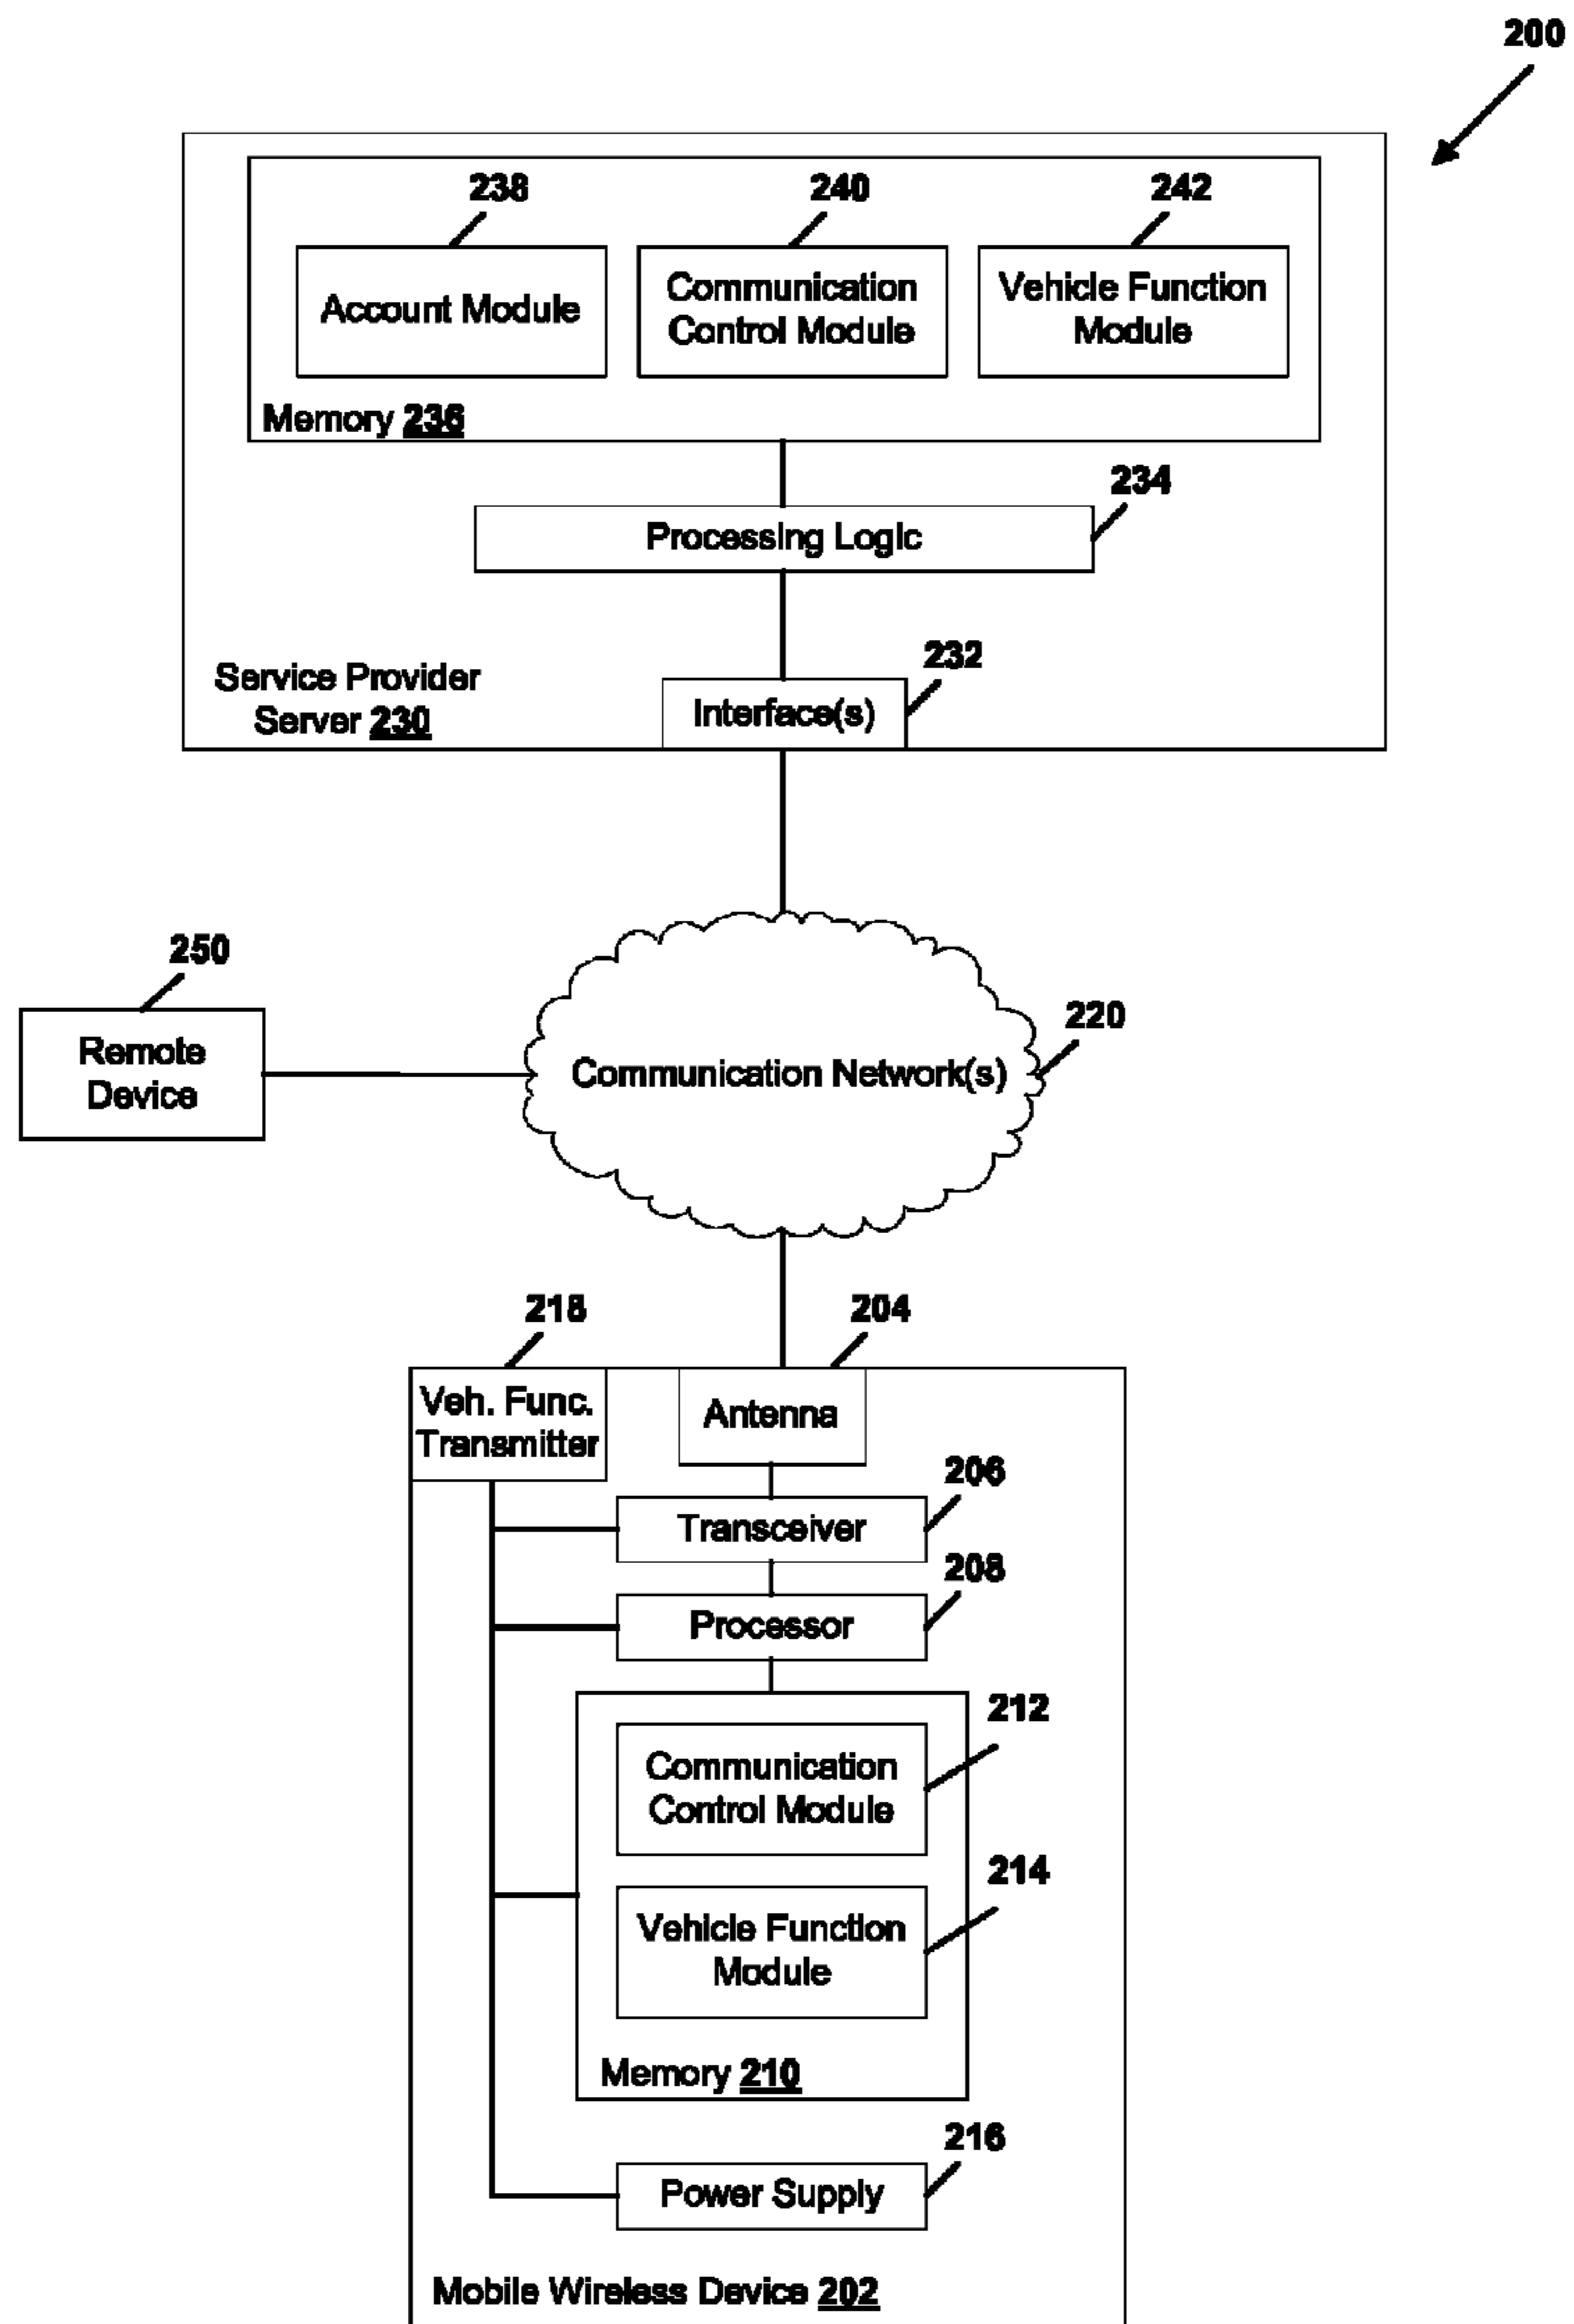 200
238
240
242
Account Module
Communication
Control Module
Vehicle Function
Module
Memory 236
234
Processing Logic
232
Service Provider
Server 230
Interface(s)
250
Remote
Device
220
Communication Network(s)
218
204
Veh. Func.
Transmitter
Antenna
206
Transceiver
208
Processor
212
Communication
Control Module
214
Vehicle Function
Module
Memory 210
216
Power Supply
Mobile Wireless Device 202